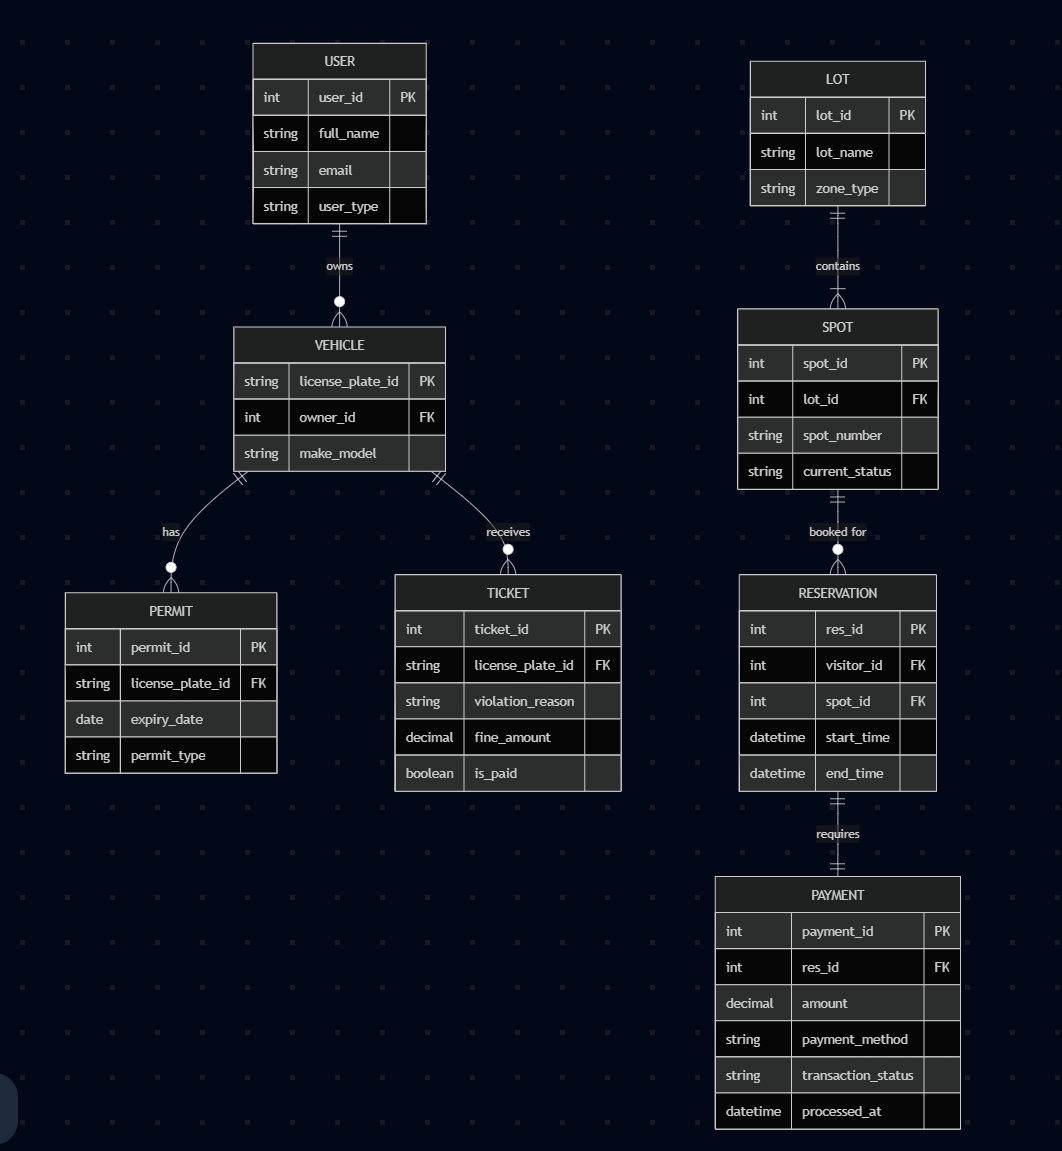 USER
int user_id PK
string full_name
string email
string user_type
owns
VEHICLE
string license_plate_id PK
int owner_id FK
string make_model
has
receives
PERMIT
int permit_id PK
string license_plate_id FK
date expiry_date
string permit_type
TICKET
int ticket_id PK
string license_plate_id FK
string violation_reason
decimal fine_amount
boolean is_paid
LOT
int lot_id PK
string lot_name
string zone_type
contains
SPOT
int spot_id PK
int lot_id FK
string spot_number
string current_status
booked for
RESERVATION
int res_id PK
int visitor_id FK
int spot_id FK
datetime start_time
datetime end_time
requires
PAYMENT
int payment_id PK
int res_id FK
decimal amount
string payment_method
string transaction_status
datetime processed_at